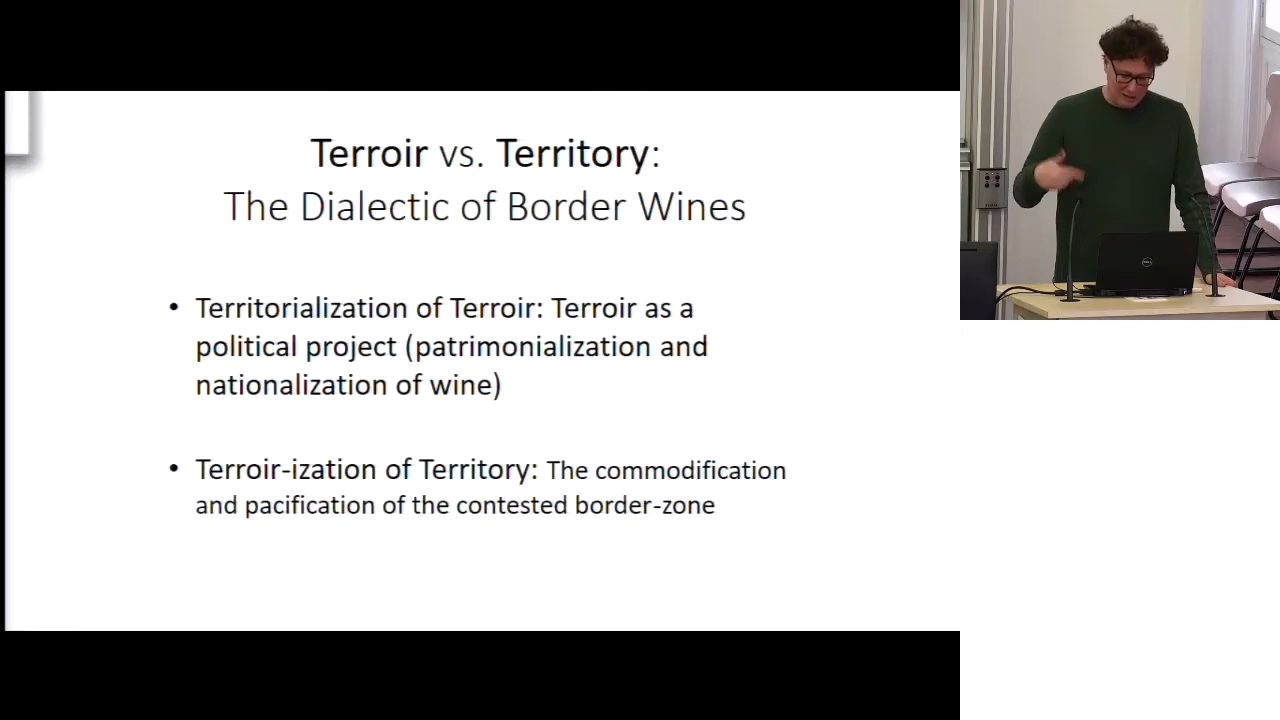 Terroir vs. Territory:
The Dialectic of Border Wines
• Territorialization of Terroir: Terroir as a
political project (patrimonialization and
nationalization of wine)
• Terroir-ization of Territory: The commodification
and pacification of the contested border-zone
DELL